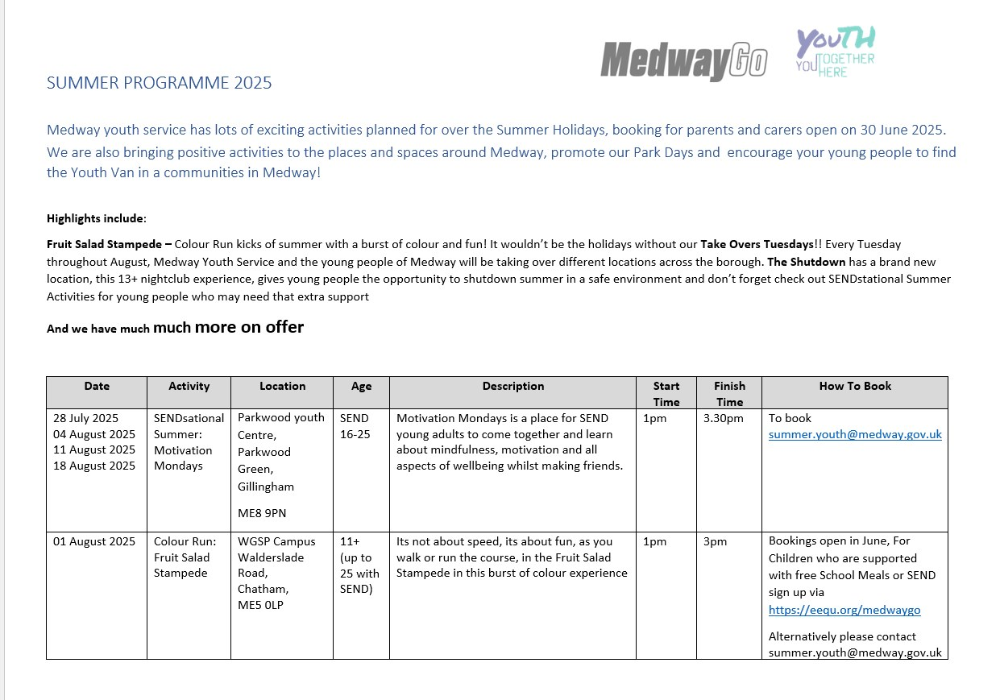 MedwayGo
YouTH
YOU TOGETHER
HERE
SUMMER PROGRAMME 2025
Medway youth service has lots of exciting activities planned for over the Summer Holidays, booking for parents and carers open on 30 June 2025.
We are also bringing positive activities to the places and spaces around Medway, promote our Park Days and  encourage your young people to find
the Youth Van in a communities in Medway!
Highlights include:
Fruit Salad Stampede – Colour Run kicks of summer with a burst of colour and fun! It wouldn't be the holidays without our Take Overs Tuesdays!! Every Tuesday
throughout August, Medway Youth Service and the young people of Medway will be taking over different locations across the borough. The Shutdown has a brand new
location, this 13+ nightclub experience, gives young people the opportunity to shutdown summer in a safe environment and don't forget check out SENDstational Summer
Activities for young people who may need that extra support
And we have much much more on offer
Date
Activity
Location
Age
Description
Start
Time
Finish
Time
How To Book
28 July 2025
04 August 2025
11 August 2025
18 August 2025
SENDsational
Summer:
Motivation
Mondays
Parkwood youth
Centre,
Parkwood
Green,
Gillingham
ME8 9PN
SEND
16-25
Motivation Mondays is a place for SEND
young adults to come together and learn
about mindfulness, motivation and all
aspects of wellbeing whilst making friends.
1pm
3.30pm
To book
summer.youth@medway.gov.uk
01 August 2025
Colour Run:
Fruit Salad
Stampede
WGSP Campus
Walderslade
Road,
Chatham,
ME5 0LP
11+
(up to
25 with
SEND)
Its not about speed, its about fun, as you
walk or run the course, in the Fruit Salad
Stampede in this burst of colour experience
1pm
3pm
Bookings open in June, For
Children who are supported
with free School Meals or SEND
sign up via
https://eequ.org/medwaygo
Alternatively please contact
summer.youth@medway.gov.uk